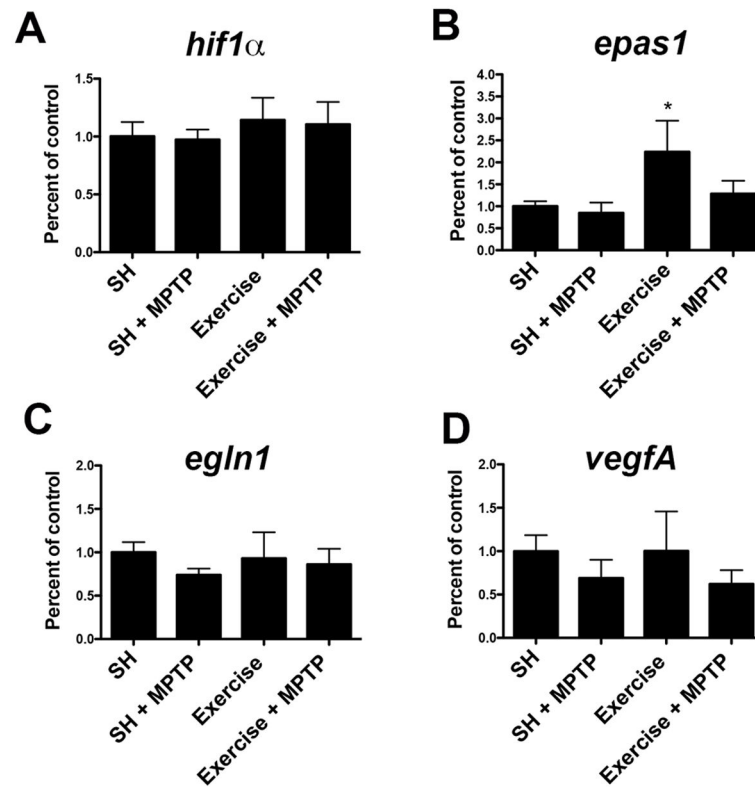 A
hif1α
Percent of control
1.5
1.0
0.5
0.0
SH
SH + MPTP
Exercise
Exercise + MPTP
B
epas1
Percent of control
4.0
3.5
3.0
2.5
2.0
1.5
1.0
0.5
0.0
*
SH
SH + MPTP
Exercise
Exercise + MPTP
C
egln1
Percent of control
2.0
1.5
1.0
0.5
0.0
SH
SH + MPTP
Exercise
Exercise + MPTP
D
vegfA
Percent of control
2.0
1.5
1.0
0.5
0.0
SH
SH + MPTP
Exercise
Exercise + MPTP